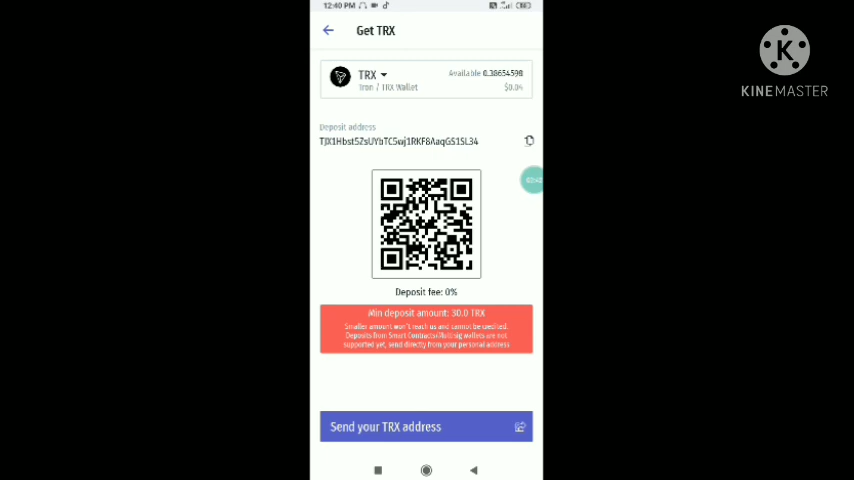 12:40 PM
Get TRX
TRX
Available 0.38654598
Tron / TRX Wallet
$0.04
Deposit address
Deposit fee: 0%
Min deposit amount: 30.0 TRX
Smaller amount won't reach us and cannot be credited.
Deposits from Smart Contracts/Multisig wallets are not
supported yet, send directly from your personal address
Send your TRX address
K
KINEMASTER